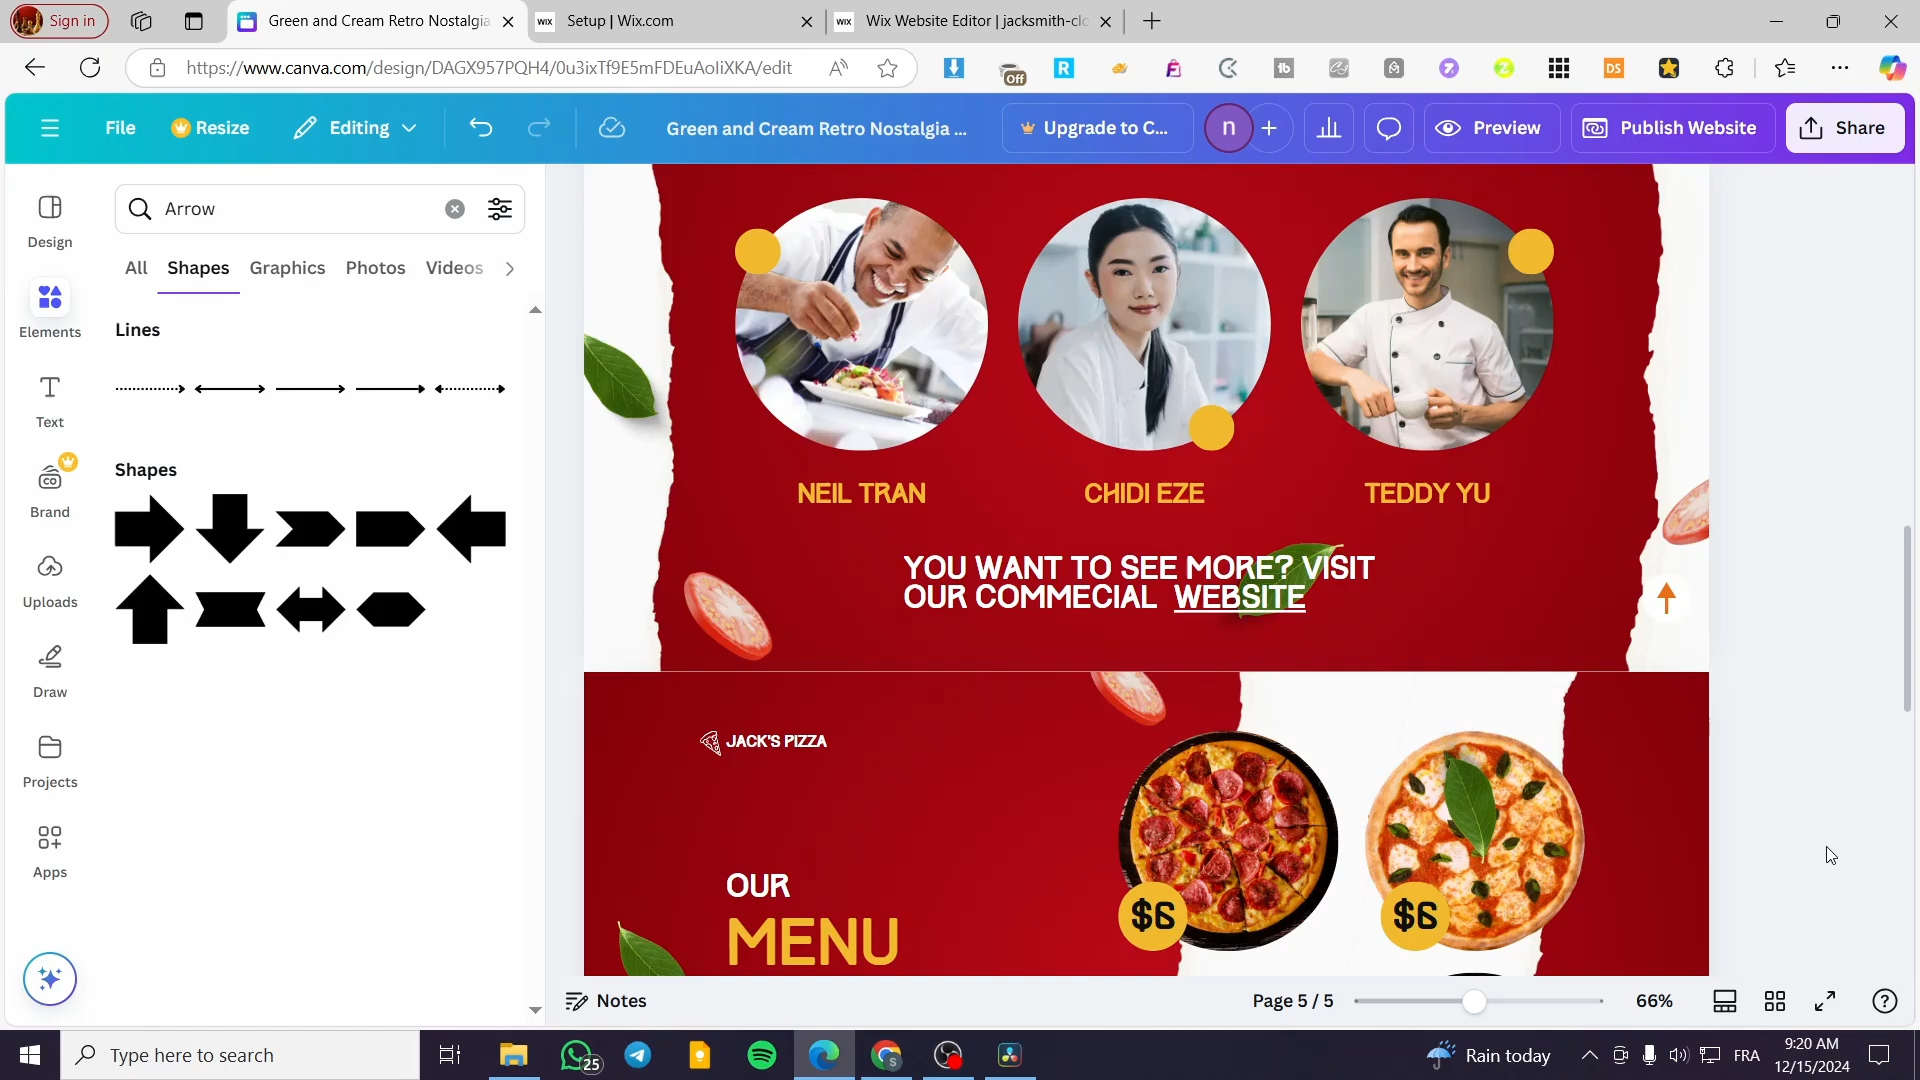 Sign in
Green and Cream Retro Nostalgia
Setup | Wix.com
Wix Website Editor | jacksmith-clo
https://www.canva.com/design/DAGX957PQH4/0u3ixTf9E5mFDEuAoIiXKA/edit
Off
File
Resize
Editing
Green and Cream Retro Nostalgia ...
Upgrade to C...
n
Preview
Publish Website
Share
Design
Elements
Text
Brand
Uploads
Draw
Projects
Apps
Arrow
All
Shapes
Graphics
Photos
Videos
Lines
Shapes
NEIL TRAN
CHIDI EZE
TEDDY YU
YOU WANT TO SEE MORE? VISIT
OUR COMMECIAL WEBSITE
JACK'S PIZZA
OUR
MENU
$6
$6
Notes
Page 5 / 5
66%
Type here to search
25
Rain today
FRA
9:20 AM
12/15/2024